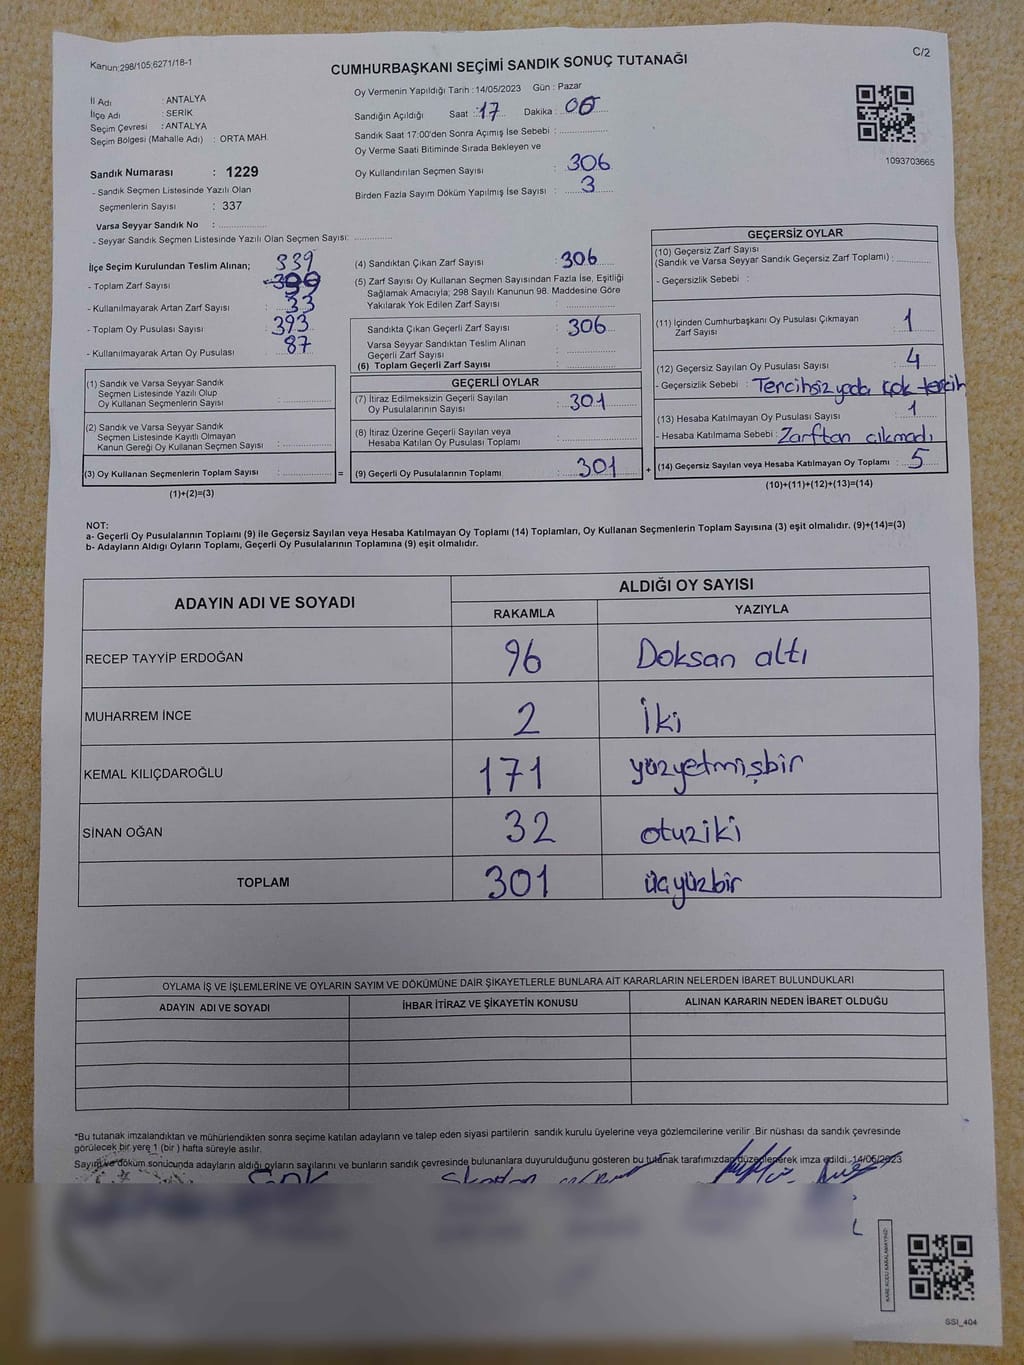 Kanun:298/105;6271/18-1
C/2
CUMHURBAŞKANI SEÇİMİ SANDIK SONUÇ TUTANAĞI
İl Adı : ANTALYA
İlçe Adı : SERİK
Seçim Çevresi : ANTALYA
Seçim Bölgesi (Mahalle Adı) : ORTA MAH.
Sandık Numarası : 1229
- Sandık Seçmen Listesinde Yazılı Olan
Seçmenlerin Sayısı : 337
Varsa Seyyar Sandık No :
- Seyyar Sandık Seçmen Listesinde Yazılı Olan Seçmen Sayısı:
Oy Vermenin Yapıldığı Tarih : 14/05/2023 Gün : Pazar
Sandığın Açıldığı Saat : 17 Dakika : 00
Sandık Saat 17:00'den Sonra Açımış İse Sebebi :
Oy Verme Saati Bitiminde Sırada Bekleyen ve
Oy Kullandırılan Seçmen Sayısı : 306
Birden Fazla Sayım Döküm Yapılmış İse Sayısı : 3
1093703665
İlçe Seçim Kurulundan Teslim Alınan; 339
- Toplam Zarf Sayısı :
- Kullanılmayarak Artan Zarf Sayısı : 33
- Toplam Oy Pusulası Sayısı : 393
- Kullanılmayarak Artan Oy Pusulası : 87
(1) Sandık ve Varsa Seyyar Sandık
Seçmen Listesinde Yazılı Olup
Oy Kullanan Seçmenlerin Sayısı :
(2) Sandık ve Varsa Seyyar Sandık
Seçmen Listesinde Kayıtlı Olmayan
Kanun Gereği Oy Kullanan Seçmen Sayısı :
(3) Oy Kullanan Seçmenlerin Toplam Sayısı : =
(1)+(2)=(3)
(4) Sandıktan Çıkan Zarf Sayısı : 306
(5) Zarf Sayısı Oy Kullanan Seçmen Sayısından Fazla İse, Eşitliği
Sağlamak Amacıyla; 298 Sayılı Kanunun 98. Maddesine Göre
Yakılarak Yok Edilen Zarf Sayısı :
Sandıkta Çıkan Geçerli Zarf Sayısı : 306
Varsa Seyyar Sandıktan Teslim Alınan
Geçerli Zarf Sayısı :
(6) Toplam Geçerli Zarf Sayısı :
GEÇERLİ OYLAR
(7) İtiraz Edilmeksizin Geçerli Sayılan
Oy Pusulalarının Sayısı : 301
(8) İtiraz Üzerine Geçerli Sayılan veya
Hesaba Katılan Oy Pusulası Toplamı :
(9) Geçerli Oy Pusulalarının Toplamı : 301 +
GEÇERSİZ OYLAR
(10) Geçersiz Zarf Sayısı
(Sandık ve Varsa Seyyar Sandık Geçersiz Zarf Toplamı) :
- Geçersizlik Sebebi :
(11) İçinden Cumhurbaşkanı Oy Pusulası Çıkmayan
Zarf Sayısı : 1
(12) Geçersiz Sayılan Oy Pusulası Sayısı : 4
- Geçersizlik Sebebi : Tercihsiz yada çok tercih
(13) Hesaba Katılmayan Oy Pusulası Sayısı : 1
- Hesaba Katılmama Sebebi : Zarftan cıkmadı
(14) Geçersiz Sayılan veya Hesaba Katılmayan Oy Toplamı : 5
(10)+(11)+(12)+(13)=(14)
NOT:
a- Geçerli Oy Pusulalarının Toplamı (9) ile Geçersiz Sayılan veya Hesaba Katılmayan Oy Toplamı (14) Toplamları, Oy Kullanan Seçmenlerin Toplam Sayısına (3) eşit olmalıdır. (9)+(14)=(3)
b- Adayların Aldığı Oyların Toplamı, Geçerli Oy Pusulalarının Toplamına (9) eşit olmalıdır.
ADAYIN ADI VE SOYADI
ALDIĞI OY SAYISI
RAKAMLA YAZIYLA
RECEP TAYYİP ERDOĞAN 96 Doksan altı
MUHARREM İNCE 2 İki
KEMAL KILIÇDAROĞLU 171 yüzyetmişbir
SİNAN OĞAN 32 otuziki
TOPLAM 301 üçyüzbir
OYLAMA İŞ VE İŞLEMLERİNE VE OYLARIN SAYIM VE DÖKÜMÜNE DAİR ŞİKAYETLERLE BUNLARA AİT KARARLARIN NELERDEN İBARET BULUNDUKLARI
ADAYIN ADI VE SOYADI İHBAR İTİRAZ VE ŞİKAYETİN KONUSU ALINAN KARARIN NEDEN İBARET OLDUĞU
*Bu tutanak imzalandıktan ve mühürlendikten sonra seçime katılan adayların ve talep eden siyasi partilerin sandık kurulu üyelerine veya gözlemcilerine verilir. Bir nüshası da sandık çevresinde
görülecek bir yere 1 (bir ) hafta süreyle asılır.
Sayım ve döküm sonucunda adayların aldığı oyların sayılarını ve bunların sandık çevresinde bulunanlara duyurulduğunu gösteren bu tutanak tarafımızdan düzenlenerek imza edildi. 14/05/2023
KARE KODU KARALAMAYINIZ!
SSI_404